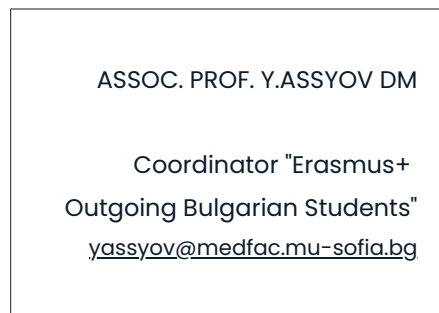 ASSOC. PROF. Y.ASSYOV DM
Coordinator "Erasmus+
Outgoing Bulgarian Students"
yassyov@medfac.mu-sofia.bg